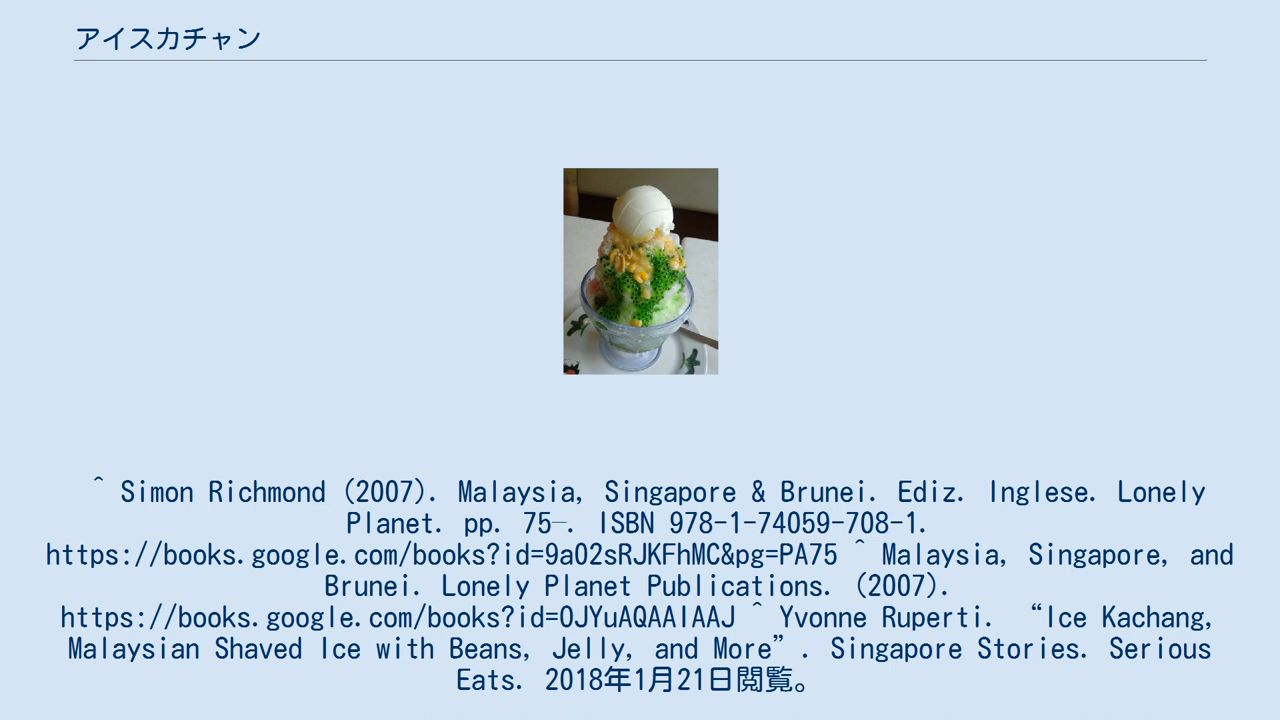 アイスカチャン
^ Simon Richmond (2007). Malaysia, Singapore & Brunei. Ediz. Inglese. Lonely
Planet. pp. 75–. ISBN 978-1-74059-708-1.
https://books.google.com/books?id=9a02sRJKFhMC&pg=PA75 ^ Malaysia, Singapore, and
Brunei. Lonely Planet Publications. (2007).
https://books.google.com/books?id=0JYuAQAAIAAJ ^ Yvonne Ruperti. “Ice Kachang,
Malaysian Shaved Ice with Beans, Jelly, and More”. Singapore Stories. Serious
Eats. 2018年1月21日閲覧。